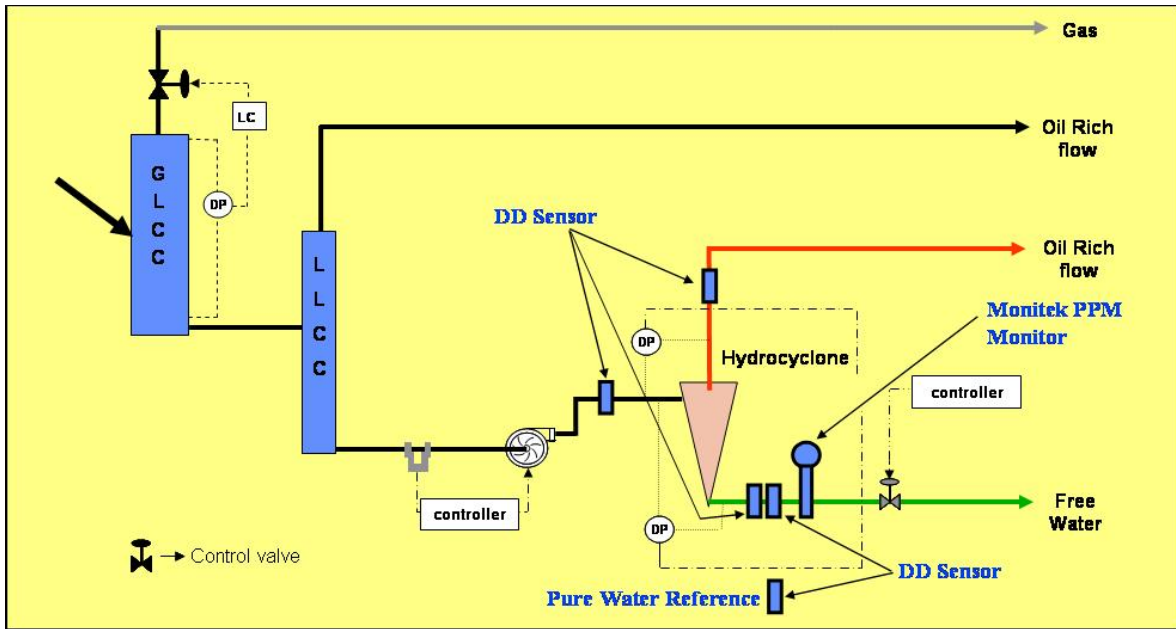 Gas
LC
Oil Rich
flow
G
L
C
C
DP
DD Sensor
L
L
C
C
Oil Rich
flow
Monitek PPM
Monitor
DP
Hydrocyclone
controller
controller
DP
Free
Water
Control valve
DD Sensor
Pure Water Reference